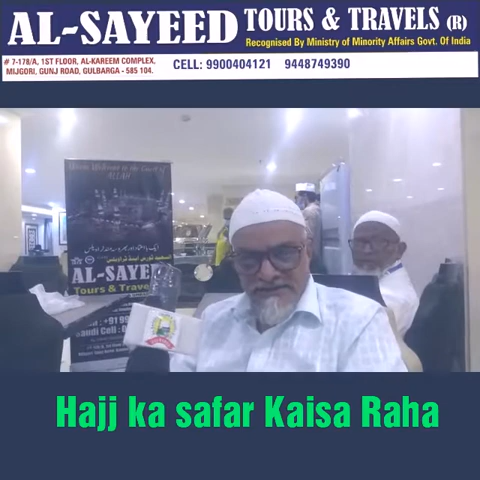 AL-SAYEED TOURS & TRAVELS (R)
Recognised By Ministry of Minority Affairs Govt. Of India
# 7-178/A, 1ST FLOOR, AL-KAREEM COMPLEX,
MIJGORI, GUNJ ROAD, GULBARGA - 585 104.
CELL: 9900404121 9448749390
ALLAH
AL-SAYEED
Tours & Travels
Hajj ka safar Kaisa Raha